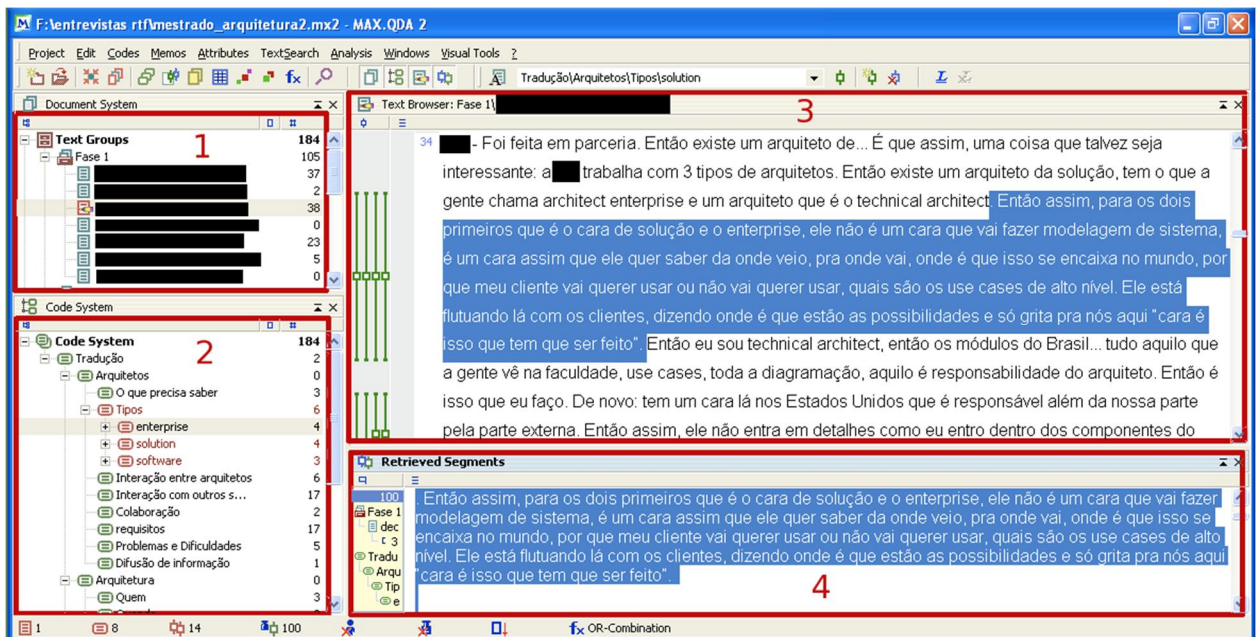 F:\entrevistas rtf\mestrado_arquitetura2.mx2 - MAX.QDA 2
Project Edit Codes Memos Attributes TextSearch Analysis Windows Visual Tools ?
Tradução\Arquitetos\Tipos\solution
Document System
1
Text Groups 184
Fase 1 105
37
2
38
0
23
5
0
Code System
2
Code System 184
Tradução 2
Arquitetos 0
O que precisa saber 3
Tipos 6
enterprise 4
solution 4
software 3
Interação entre arquitetos 6
Interação com outros s... 17
Colaboração 2
requisitos 17
Problemas e Dificuldades 5
Difusão de informação 1
Arquitetura 0
Quem 3
Text Browser: Fase 1\
3
34 - Foi feita em parceria. Então existe um arquiteto de... É que assim, uma coisa que talvez seja
interessante: a trabalha com 3 tipos de arquitetos. Então existe um arquiteto da solução, tem o que a
gente chama architect enterprise e um arquiteto que é o technical architect. Então assim, para os dois
primeiros que é o cara de solução e o enterprise, ele não é um cara que vai fazer modelagem de sistema,
é um cara assim que ele quer saber da onde veio, pra onde vai, onde é que isso se encaixa no mundo, por
que meu cliente vai querer usar ou não vai querer usar, quais são os use cases de alto nível. Ele está
flutuando lá com os clientes, dizendo onde é que estão as possibilidades e só grita pra nós aqui "cara é
isso que tem que ser feito". Então eu sou technical architect, então os módulos do Brasil... tudo aquilo que
a gente vê na faculdade, use cases, toda a diagramação, aquilo é responsabilidade do arquiteto. Então é
isso que eu faço. De novo: tem um cara lá nos Estados Unidos que é responsável além da nossa parte
pela parte externa. Então assim, ele não entra em detalhes como eu entro dentro dos componentes do
Retrieved Segments
100
Fase 1
dec
3
Tradu
Arqu
Tip
e
. Então assim, para os dois primeiros que é o cara de solução e o enterprise, ele não é um cara que vai fazer
modelagem de sistema, é um cara assim que ele quer saber da onde veio, pra onde vai, onde é que isso se
encaixa no mundo, por que meu cliente vai querer usar ou não vai querer usar, quais são os use cases de alto
nível. Ele está flutuando lá com os clientes, dizendo onde é que estão as possibilidades e só grita pra nós aqui
"cara é isso que tem que ser feito".
4
1 8 14 100 OR-Combination